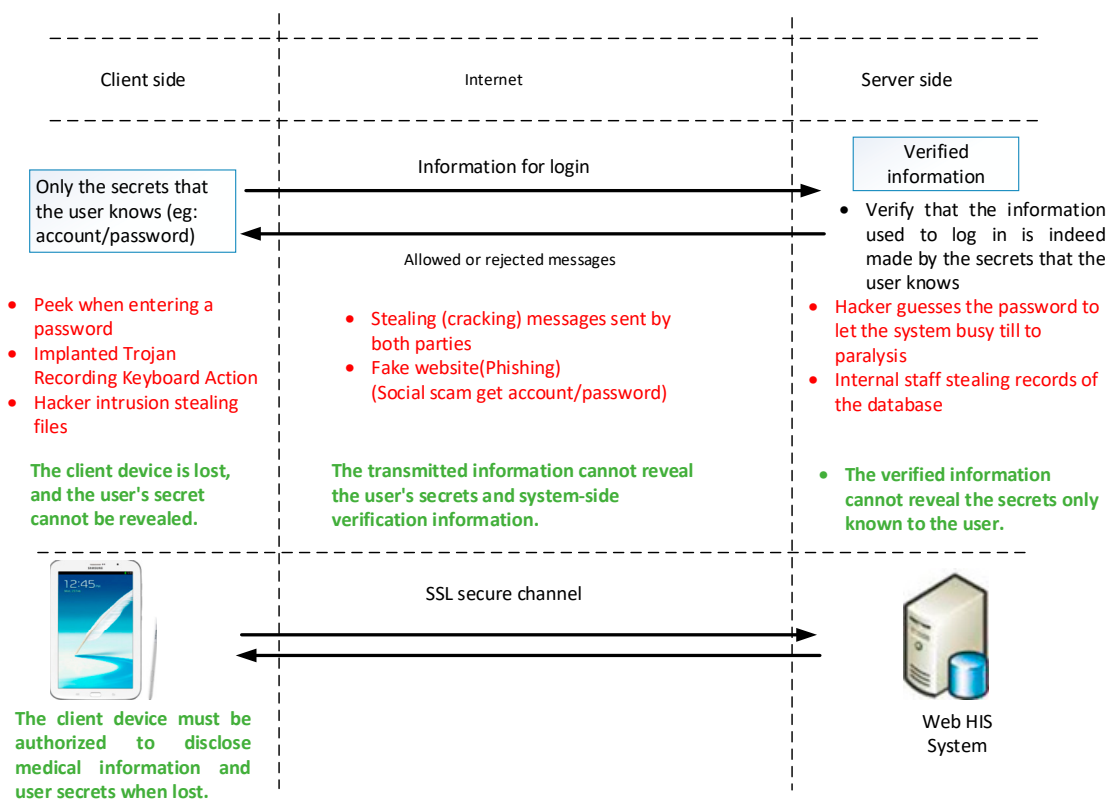 Client side
Internet
Server side
Information for login
Only the secrets that
the user knows (eg:
account/password)
Verified
information
Allowed or rejected messages
• Verify that the information
used to log in is indeed
made by the secrets that the
user knows
• Peek when entering a
password
• Implanted Trojan
Recording Keyboard Action
• Hacker intrusion stealing
files
• Stealing (cracking) messages sent by
both parties
• Fake website(Phishing)
(Social scam get account/password)
• Hacker guesses the password to
let the system busy till to
paralysis
• Internal staff stealing records of
the database
The client device is lost,
and the user's secret
cannot be revealed.
The transmitted information cannot reveal
the user's secrets and system-side
verification information.
• The verified information
cannot reveal the secrets only
known to the user.
SAMSUNG
12:45
SSL secure channel
The client device must be
authorized to disclose
medical information and
user secrets when lost.
Web HIS
System